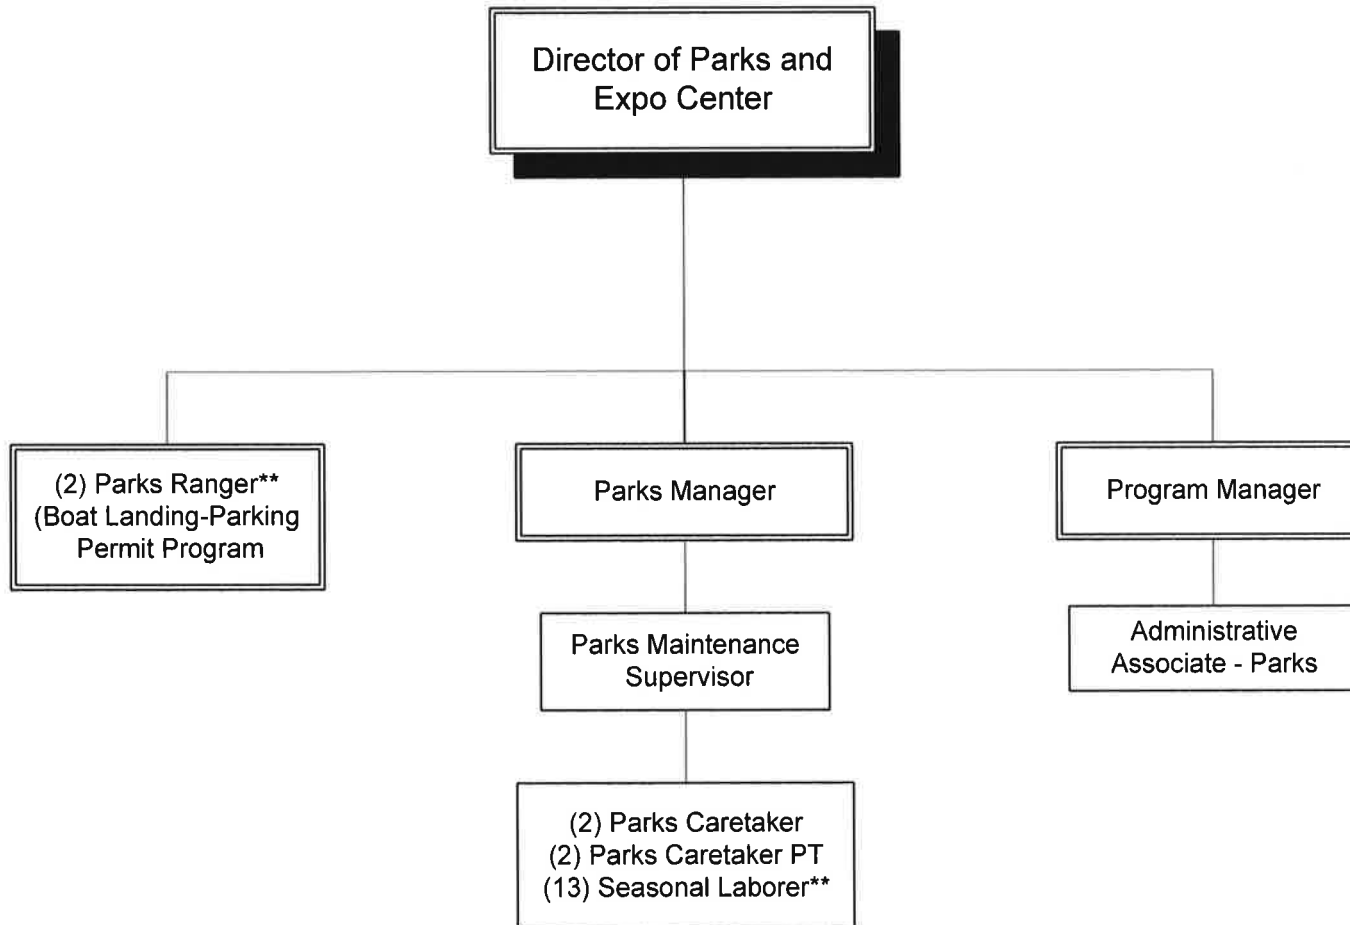 Director of Parks and
Expo Center
(2) Parks Ranger**
(Boat Landing-Parking
Permit Program
Parks Manager
Program Manager
Parks Maintenance
Supervisor
Administrative
Associate - Parks
(2) Parks Caretaker
(2) Parks Caretaker PT
(13) Seasonal Laborer**